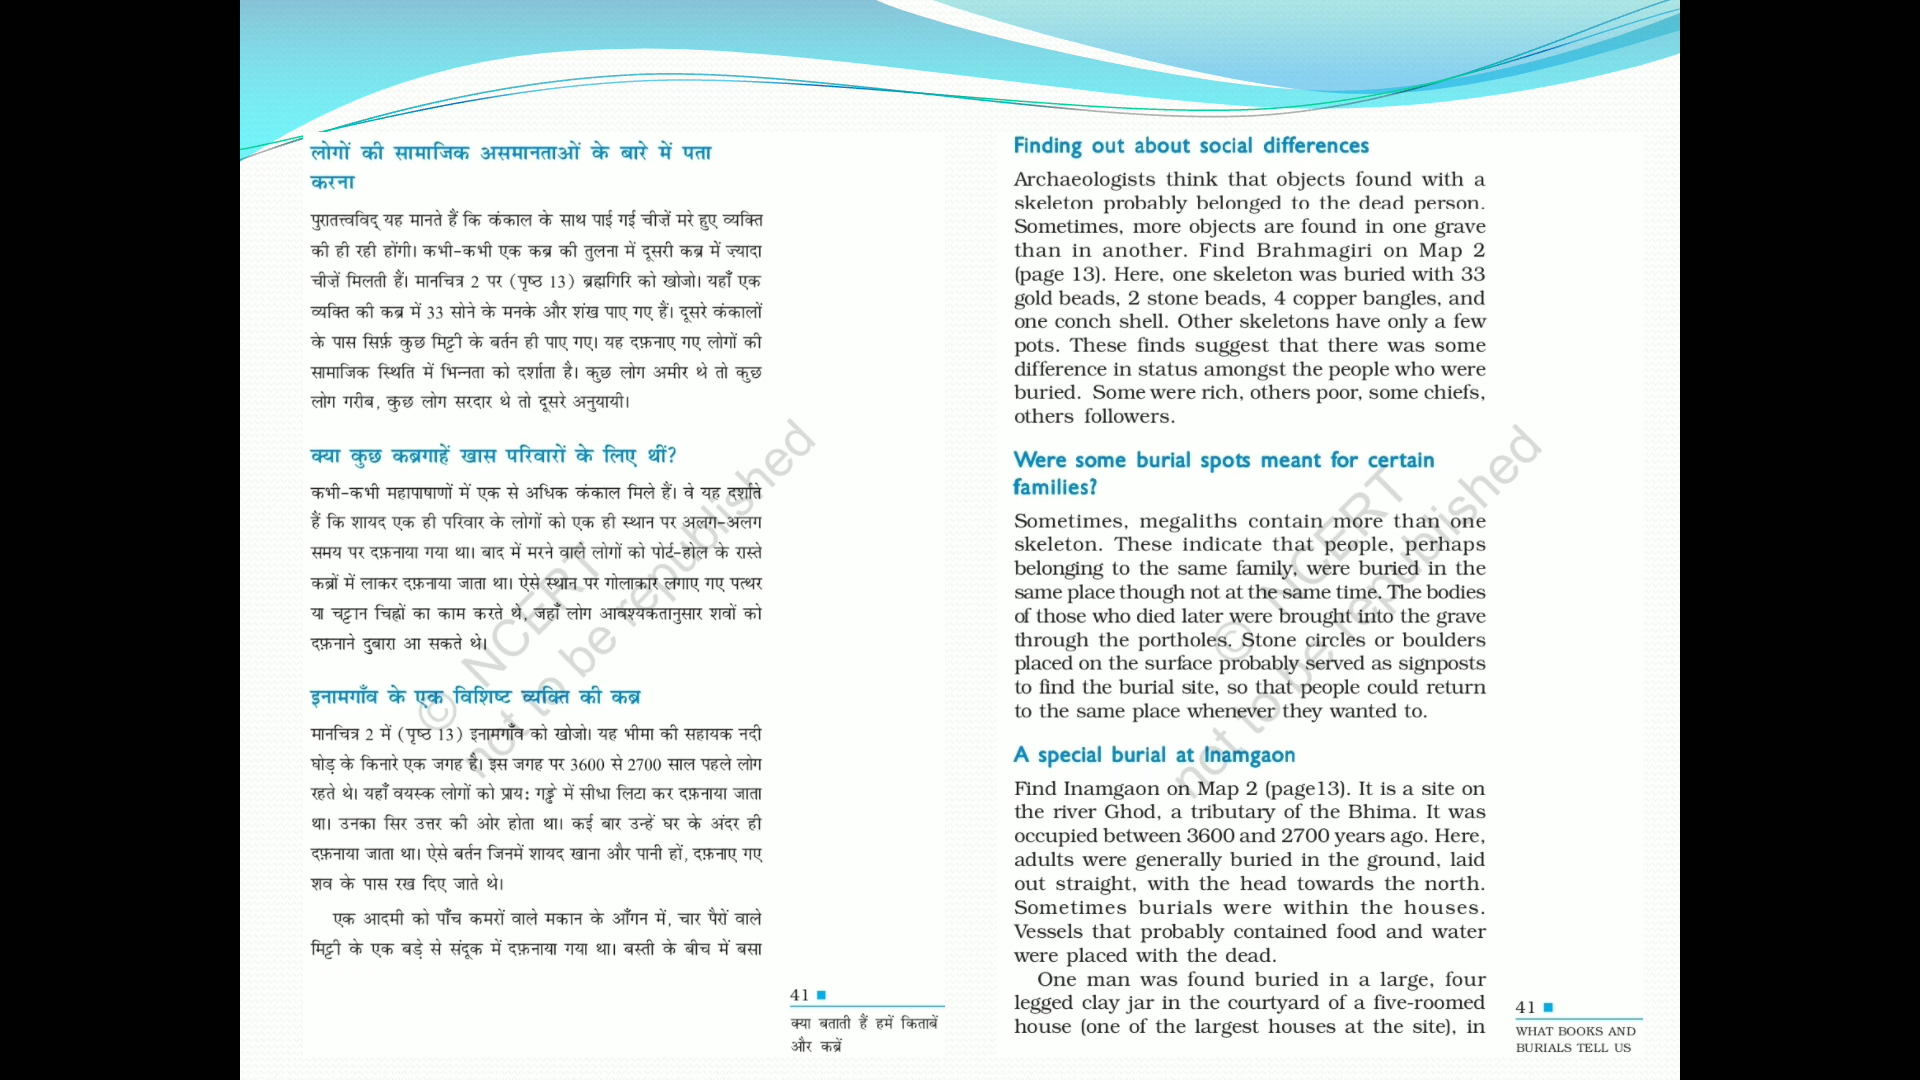 लोगों की सामाजिक असमानताओं के बारे में पता
करना
पुरातत्त्वविद् यह मानते हैं कि कंकाल के साथ पाई गई चीज़ें मरे हुए व्यक्ति
की ही रही होंगी। कभी-कभी एक कब्र की तुलना में दूसरी कब्र में ज़्यादा
चीज़ें मिलती हैं। मानचित्र 2 पर (पृष्ठ 13) ब्रह्मगिरि को खोजो। यहाँ एक
व्यक्ति की कब्र में 33 सोने के मनके और शंख पाए गए हैं। दूसरे कंकालों
के पास सिर्फ़ कुछ मिट्टी के बर्तन ही पाए गए। यह दफ़नाए गए लोगों की
सामाजिक स्थिति में भिन्नता को दर्शाता है। कुछ लोग अमीर थे तो कुछ
लोग गरीब, कुछ लोग सरदार थे तो दूसरे अनुयायी।
क्या कुछ कब्रगाहें खास परिवारों के लिए थीं?
कभी-कभी महापाषाणों में एक से अधिक कंकाल मिले हैं। वे यह दर्शाते
हैं कि शायद एक ही परिवार के लोगों को एक ही स्थान पर अलग-अलग
समय पर दफ़नाया गया था। बाद में मरने वाले लोगों को पोर्ट-होल के रास्ते
कब्रों में लाकर दफ़नाया जाता था। ऐसे स्थान पर गोलाकार लगाए गए पत्थर
या चट्टान चिह्नों का काम करते थे, जहाँ लोग आवश्यकतानुसार शवों को
दफ़नाने दुबारा आ सकते थे।
इनामगाँव के एक विशिष्ट व्यक्ति की कब्र
मानचित्र 2 में (पृष्ठ 13) इनामगाँव को खोजो। यह भीमा की सहायक नदी
घोड़ के किनारे एक जगह है। इस जगह पर 3600 से 2700 साल पहले लोग
रहते थे। यहाँ वयस्क लोगों को प्राय: गड्ढे में सीधा लिटा कर दफ़नाया जाता
था। उनका सिर उत्तर की ओर होता था। कई बार उन्हें घर के अंदर ही
दफ़नाया जाता था। ऐसे बर्तन जिनमें शायद खाना और पानी हों, दफ़नाए गए
शव के पास रख दिए जाते थे।
एक आदमी को पाँच कमरों वाले मकान के आँगन में, चार पैरों वाले
मिट्टी के एक बड़े से संदूक में दफ़नाया गया था। बस्ती के बीच में बसा
41
क्या बताती हैं हमें किताबें
और कब्रें
© NCERT
not to be republished
Finding out about social differences
Archaeologists think that objects found with a
skeleton probably belonged to the dead person.
Sometimes, more objects are found in one grave
than in another. Find Brahmagiri on Map 2
(page 13). Here, one skeleton was buried with 33
gold beads, 2 stone beads, 4 copper bangles, and
one conch shell. Other skeletons have only a few
pots. These finds suggest that there was some
difference in status amongst the people who were
buried. Some were rich, others poor, some chiefs,
others followers.
Were some burial spots meant for certain
families?
Sometimes, megaliths contain more than one
skeleton. These indicate that people, perhaps
belonging to the same family, were buried in the
same place though not at the same time. The bodies
of those who died later were brought into the grave
through the portholes. Stone circles or boulders
placed on the surface probably served as signposts
to find the burial site, so that people could return
to the same place whenever they wanted to.
A special burial at Inamgaon
Find Inamgaon on Map 2 (page13). It is a site on
the river Ghod, a tributary of the Bhima. It was
occupied between 3600 and 2700 years ago. Here,
adults were generally buried in the ground, laid
out straight, with the head towards the north.
Sometimes burials were within the houses.
Vessels that probably contained food and water
were placed with the dead.
One man was found buried in a large, four
legged clay jar in the courtyard of a five-roomed
house (one of the largest houses at the site), in
41
WHAT BOOKS AND
BURIALS TELL US
© NCERT
not to be republished